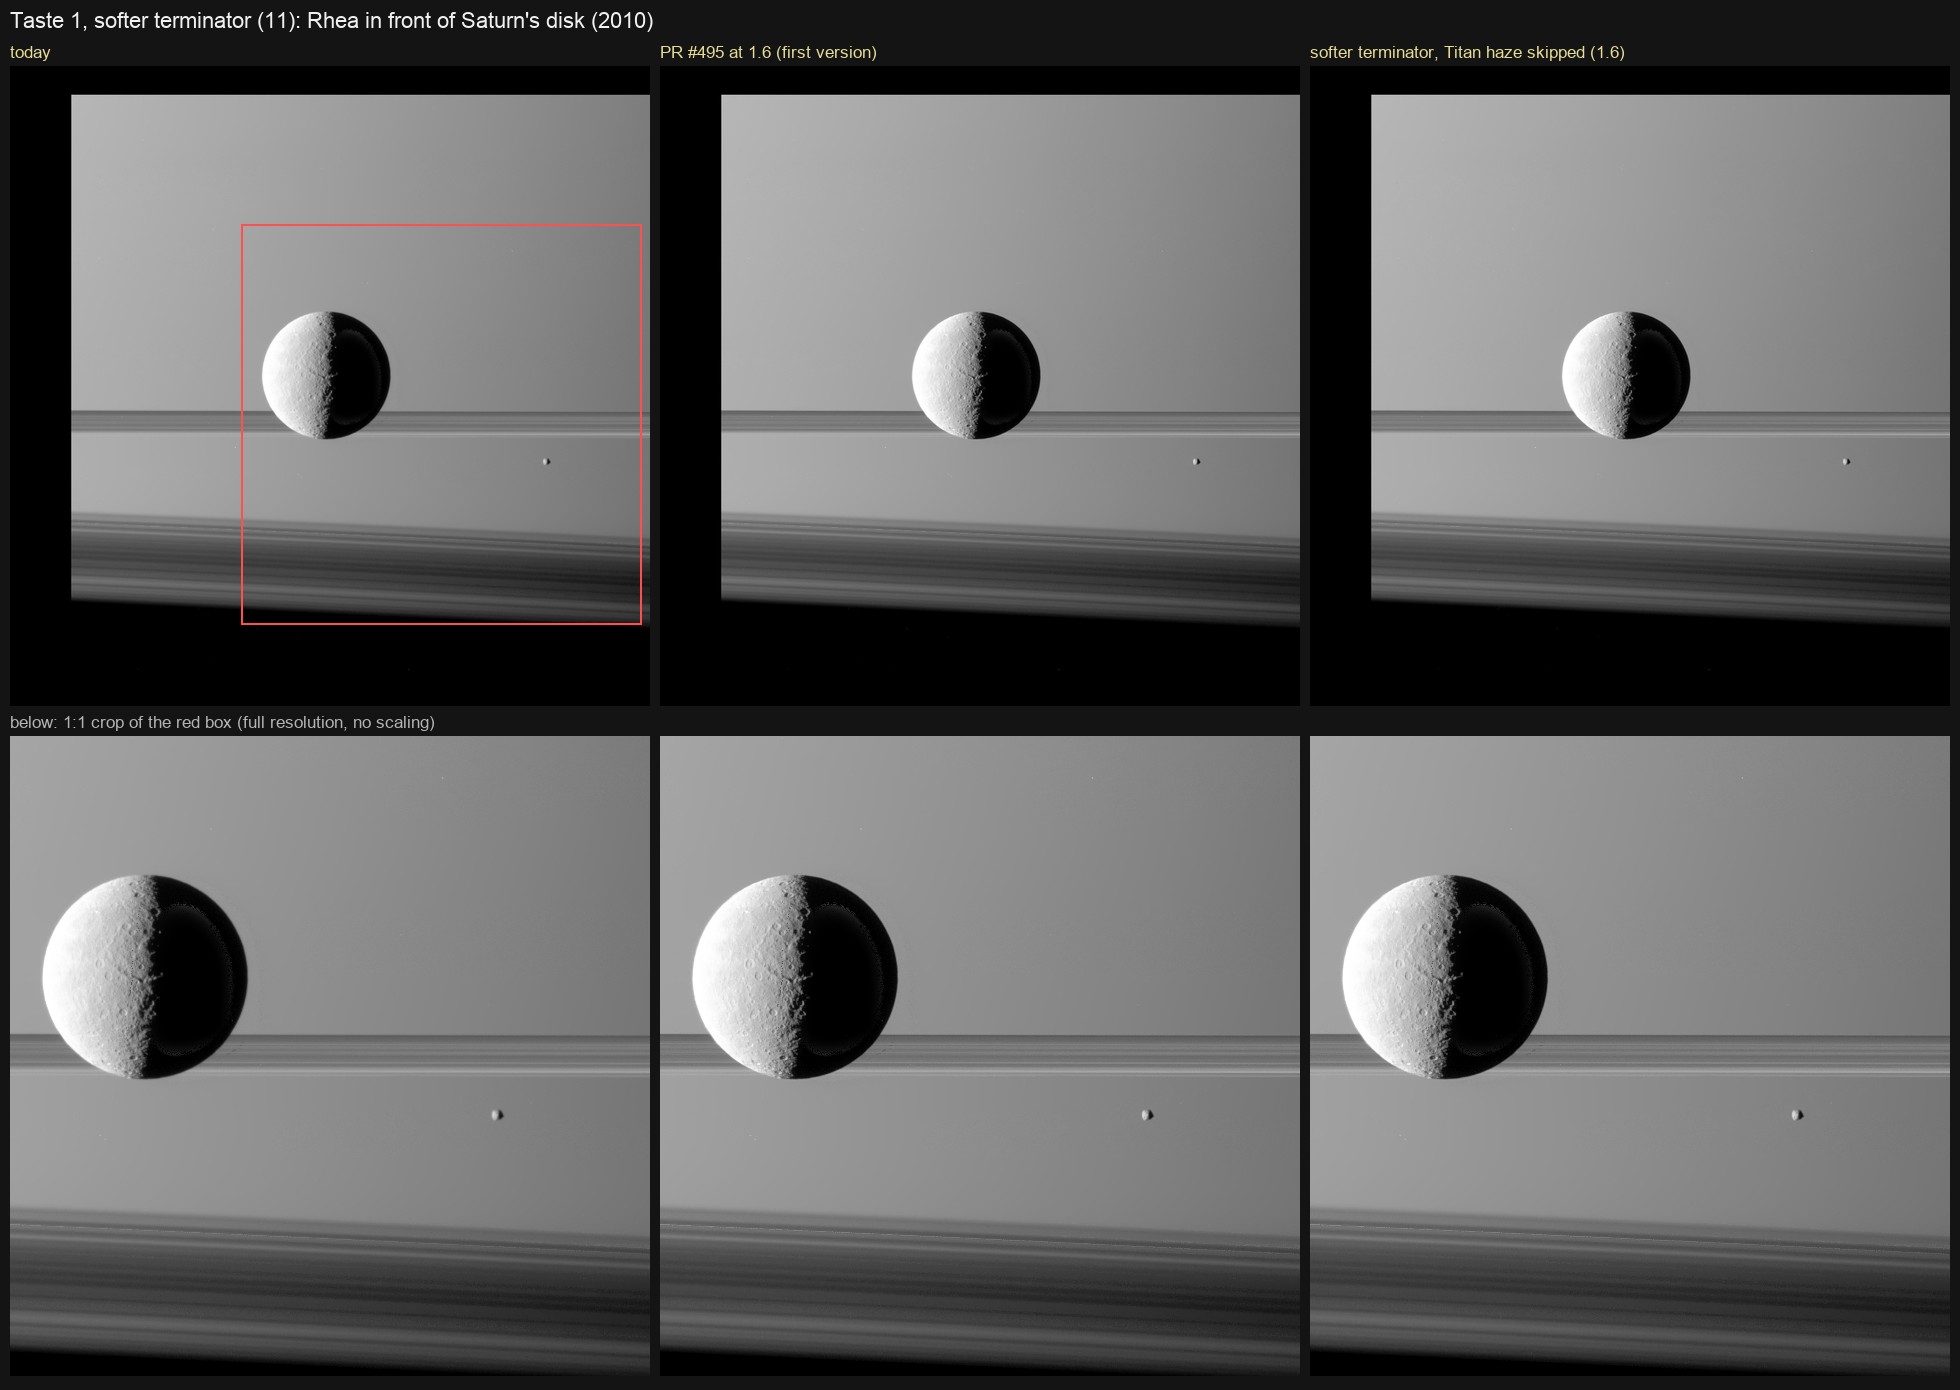 Taste 1, softer terminator (11): Rhea in front of Saturn's disk (2010)
today
PR #495 at 1.6 (first version)
softer terminator, Titan haze skipped (1.6)
below: 1:1 crop of the red box (full resolution, no scaling)